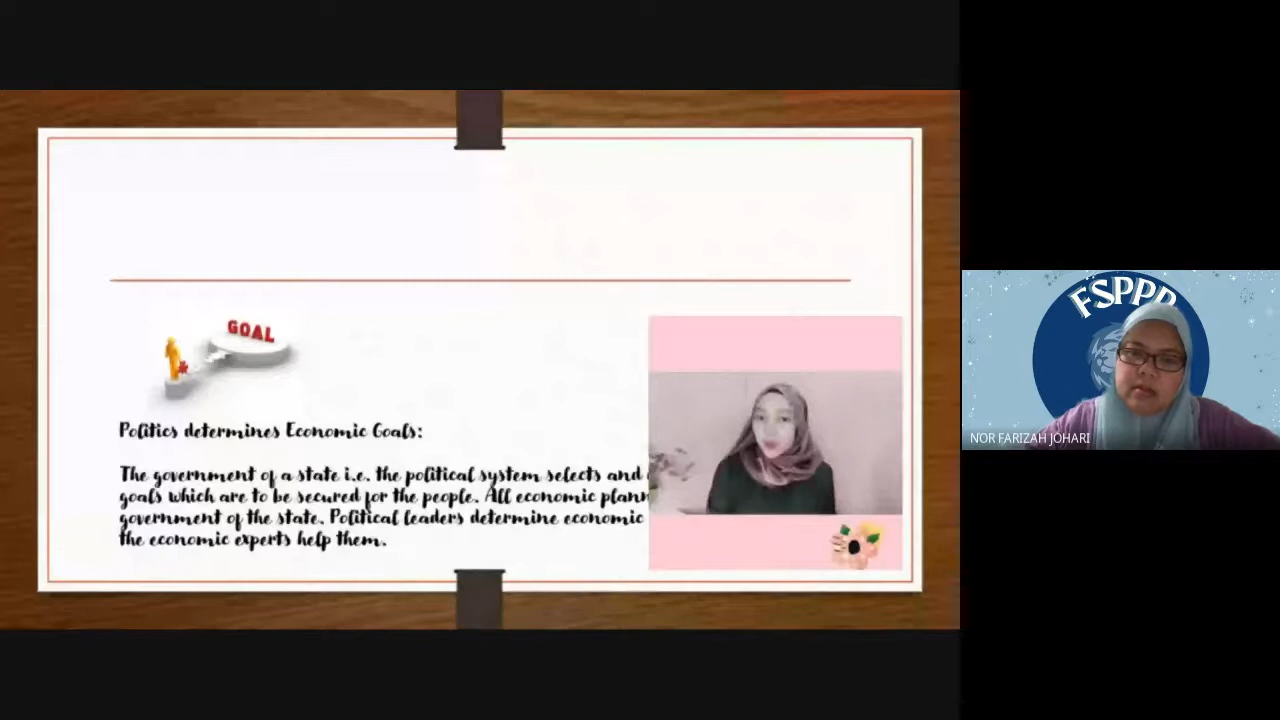 GOAL
Politics determines Economic Goals:
The government of a state i.e. the political system selects and
goals which are to be secured for the people. All economic
government of the state. Political leaders determine economic
the economic experts help them.
FSPPP
NOR FARIZAH JOHARI